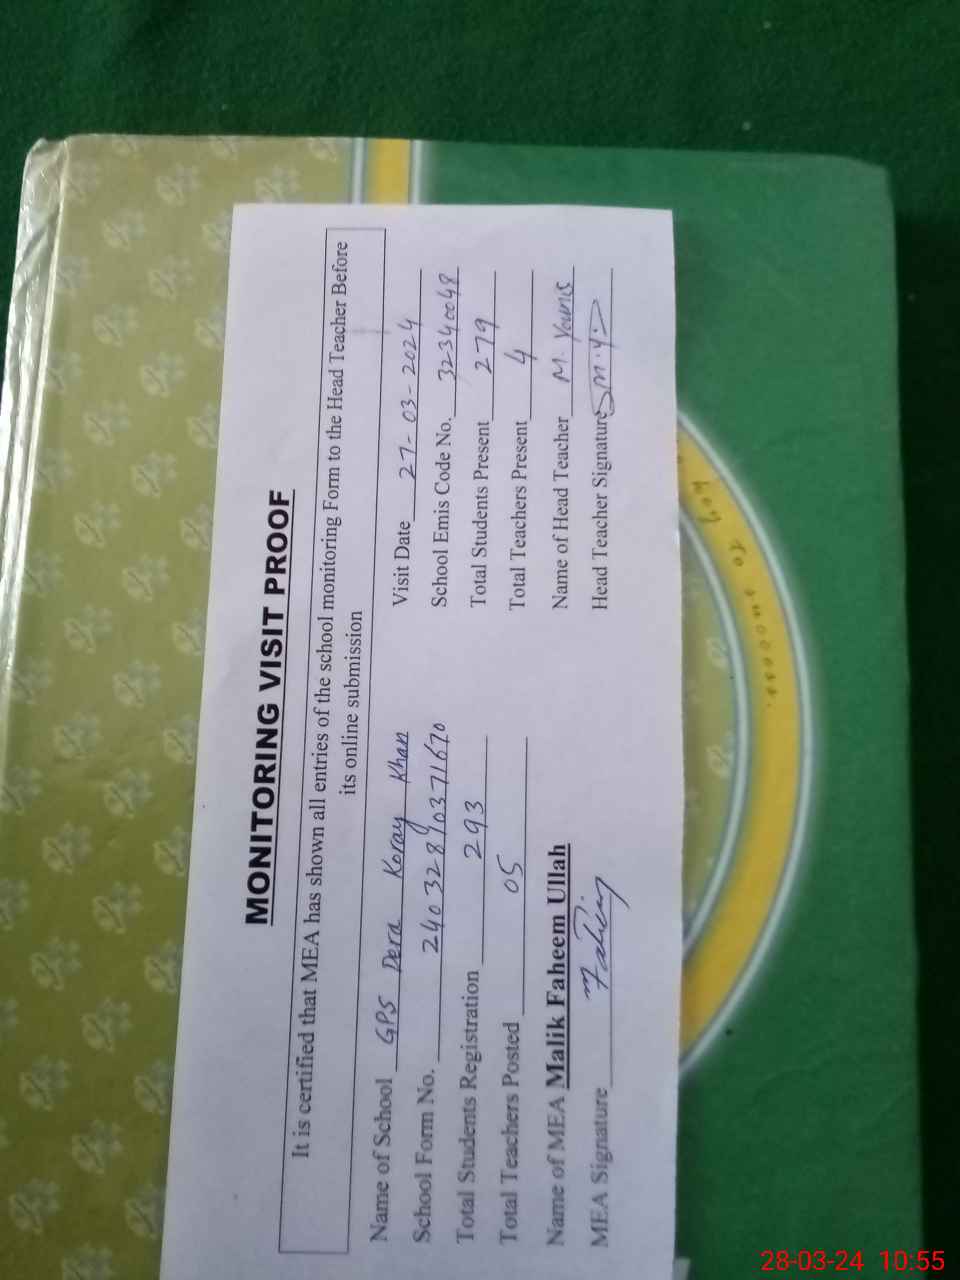 MONITORING VISIT PROOF
It is certified that MEA has shown all entries of the school monitoring Form to the Head Teacher Before
its online submission
Name of School GPS Dera Koray Khan
Visit Date 27-03-2024
School Form No.
School Emis Code No. 32340048
Total Students Registration 293
Total Students Present 279
Total Teachers Posted 05
Total Teachers Present 4
Name of MEA Malik Faheem Ullah
Name of Head Teacher M. Younis
MEA Signature Faheem
Head Teacher Signature M.Y
28-03-24 10:55